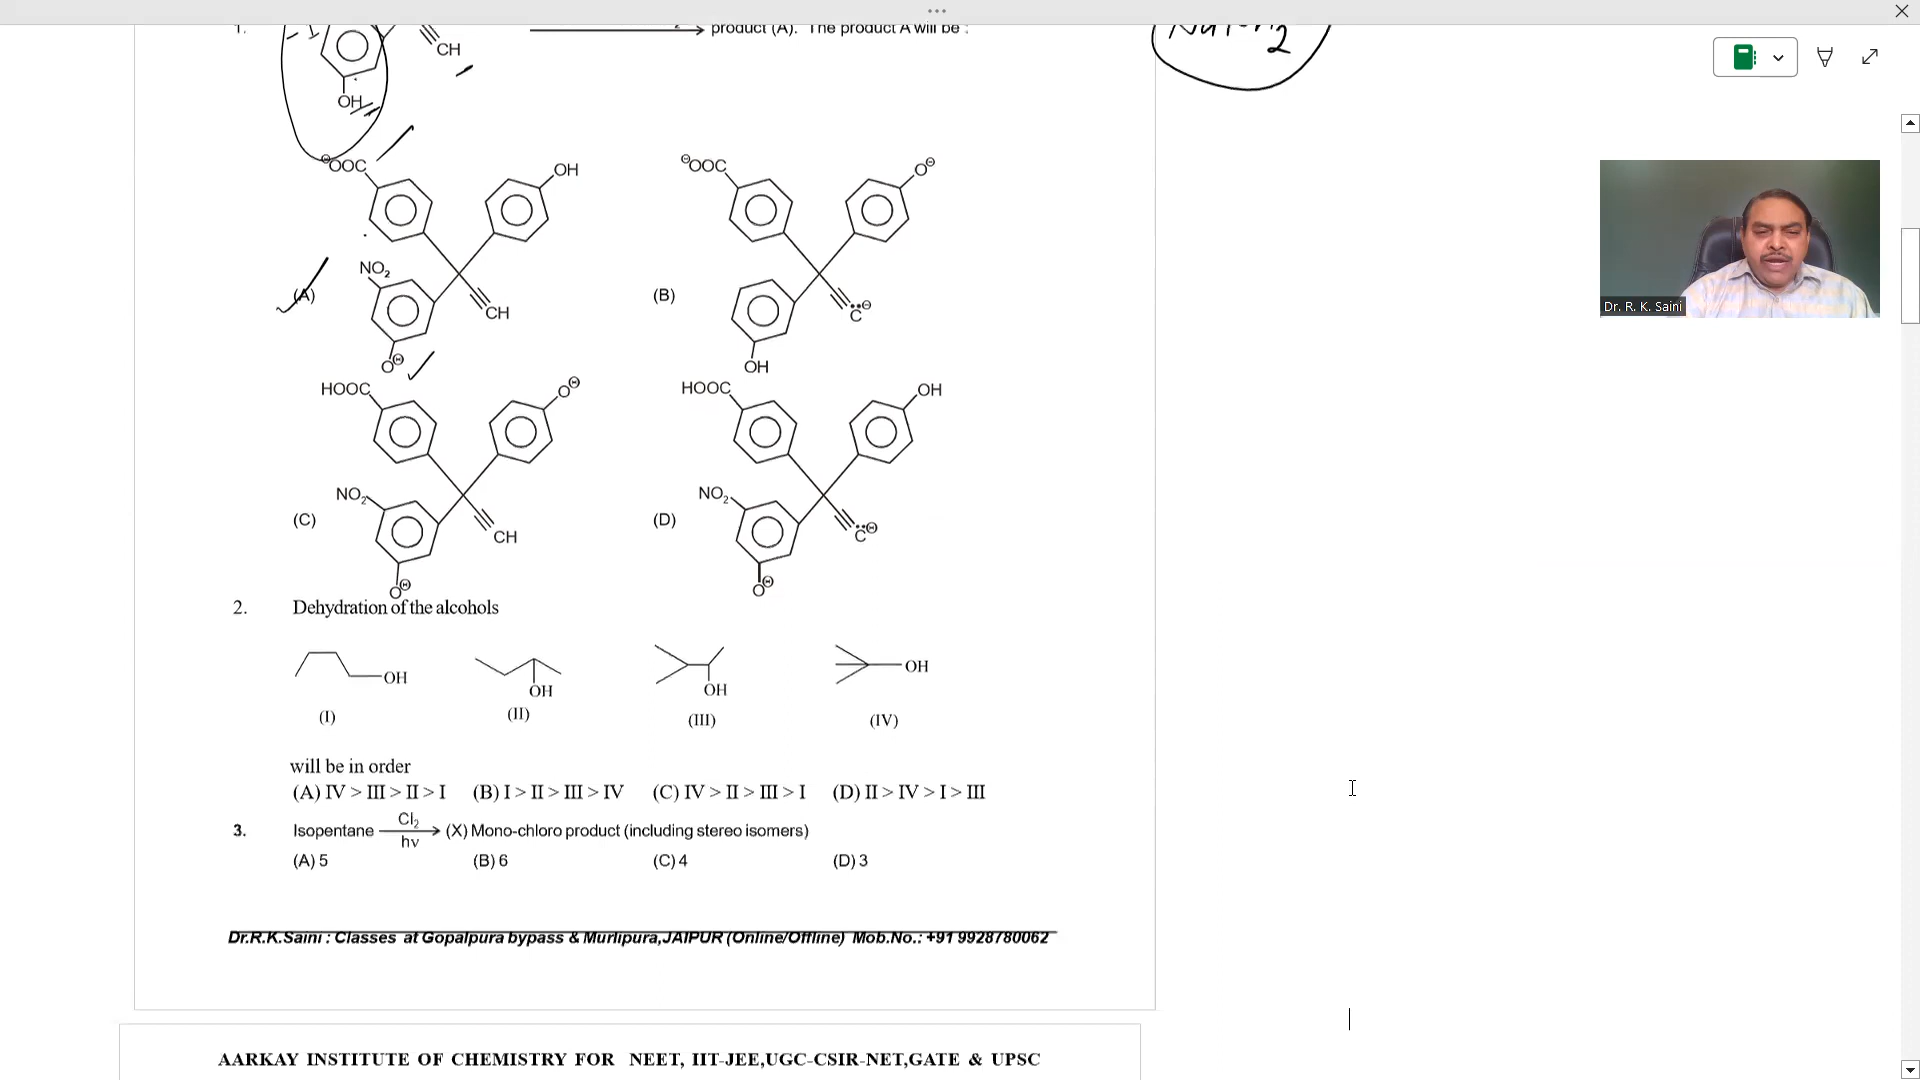 1.
CH
product (A). The product A will be :
2
OH
⊖OOC
OH
⊖OOC
O⊖
NO2
(A)
CH
(B)
C⊖
O⊖
OH
HOOC
O⊖
HOOC
OH
NO2
(C)
CH
NO2
(D)
C⊖
O⊖
O⊖
Dr. R. K. Saini
2. Dehydration of the alcohols
OH
OH
OH
OH
(I) (II) (III) (IV)
will be in order
(A) IV > III > II > I (B) I > II > III > IV (C) IV > II > III > I (D) II > IV > I > III
3. Isopentane Cl2 hν (X) Mono-chloro product (including stereo isomers)
(A) 5 (B) 6 (C) 4 (D) 3
Dr.R.K.Saini : Classes at Gopalpura bypass & Murlipura,JAIPUR (Online/Offline) Mob.No.: +91 9928780062
AARKAY INSTITUTE OF CHEMISTRY FOR NEET, IIT-JEE,UGC-CSIR-NET,GATE & UPSC